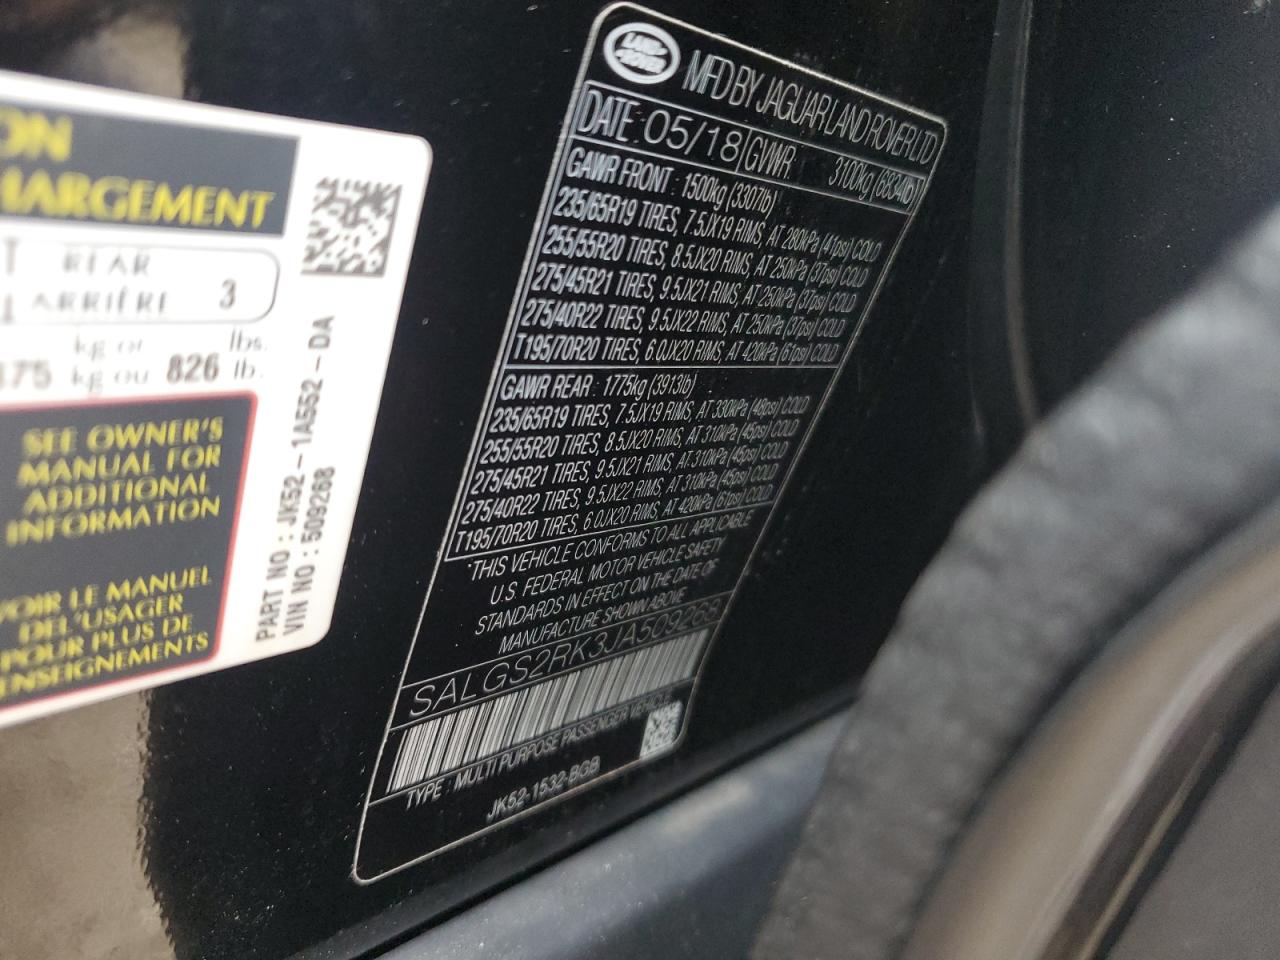 ON
HARGEMENT
REAR
ARRIÈRE 3
kg or lbs.
375 kg ou 826 lb.
SEE OWNER'S
MANUAL FOR
ADDITIONAL
INFORMATION
VOIR LE MANUEL
DEL'USAGER
POUR PLUS DE
ENSEIGNEMENTS
PART NO : JK52-1A552-DA
VIN NO : 509268
LAND
ROVER
MFD BY JAGUAR LAND ROVER LTD
DATE: 05/18 GVWR 3100kg (6834lb)
GAWR FRONT : 1500kg (3307lb)
235/65R19 TIRES, 7.5JX19 RIMS, AT 280kPa (41psi) COLD
255/55R20 TIRES, 8.5JX20 RIMS, AT 250kPa (37psi) COLD
275/45R21 TIRES, 9.5JX21 RIMS, AT 250kPa (37psi) COLD
275/40R22 TIRES, 9.5JX22 RIMS, AT 250kPa (37psi) COLD
T195/70R20 TIRES, 6.0JX20 RIMS, AT 420kPa (61psi) COLD
GAWR REAR : 1775kg (3913lb)
235/65R19 TIRES, 7.5JX19 RIMS, AT 330kPa (48psi) COLD
255/55R20 TIRES, 8.5JX20 RIMS, AT 310kPa (45psi) COLD
275/45R21 TIRES, 9.5JX21 RIMS, AT 310kPa (45psi) COLD
275/40R22 TIRES, 9.5JX22 RIMS, AT 310kPa (45psi) COLD
T195/70R20 TIRES, 6.0JX20 RIMS, AT 420kPa (61psi) COLD
"THIS VEHICLE CONFORMS TO ALL APPLICABLE
U.S. FEDERAL MOTOR VEHICLE SAFETY
STANDARDS IN EFFECT ON THE DATE OF
MANUFACTURE SHOWN ABOVE
SALGS2RK3JA509268
TYPE : MULTI PURPOSE PASSENGER VEHICLE
JK52-1532-BGB